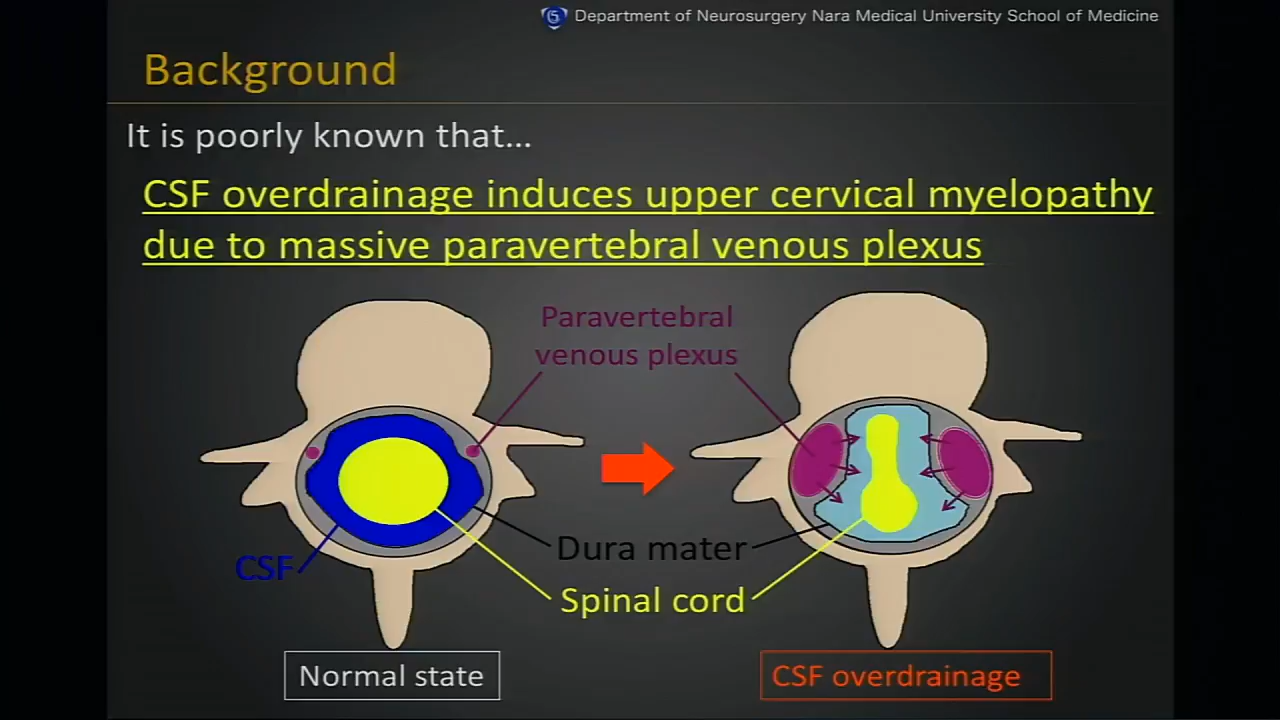 Department of Neurosurgery Nara Medical University School of Medicine
Background
It is poorly known that...
CSF overdrainage induces upper cervical myelopathy
due to massive paravertebral venous plexus
Paravertebral
venous plexus
CSF
Dura mater
Spinal cord
Normal state
CSF overdrainage